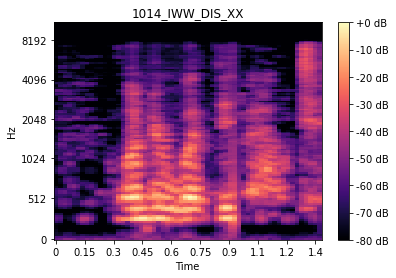 1014_IWW_DIS_XX
+0 dB
8192
-10 dB
4096
-20 dB
-30 dB
2048
-40 dB
Hz
1024
-50 dB
512
-60 dB
-70 dB
0
-80 dB
0 0.15 0.3 0.45 0.6 0.75 0.9 1.1 1.2 1.4
Time